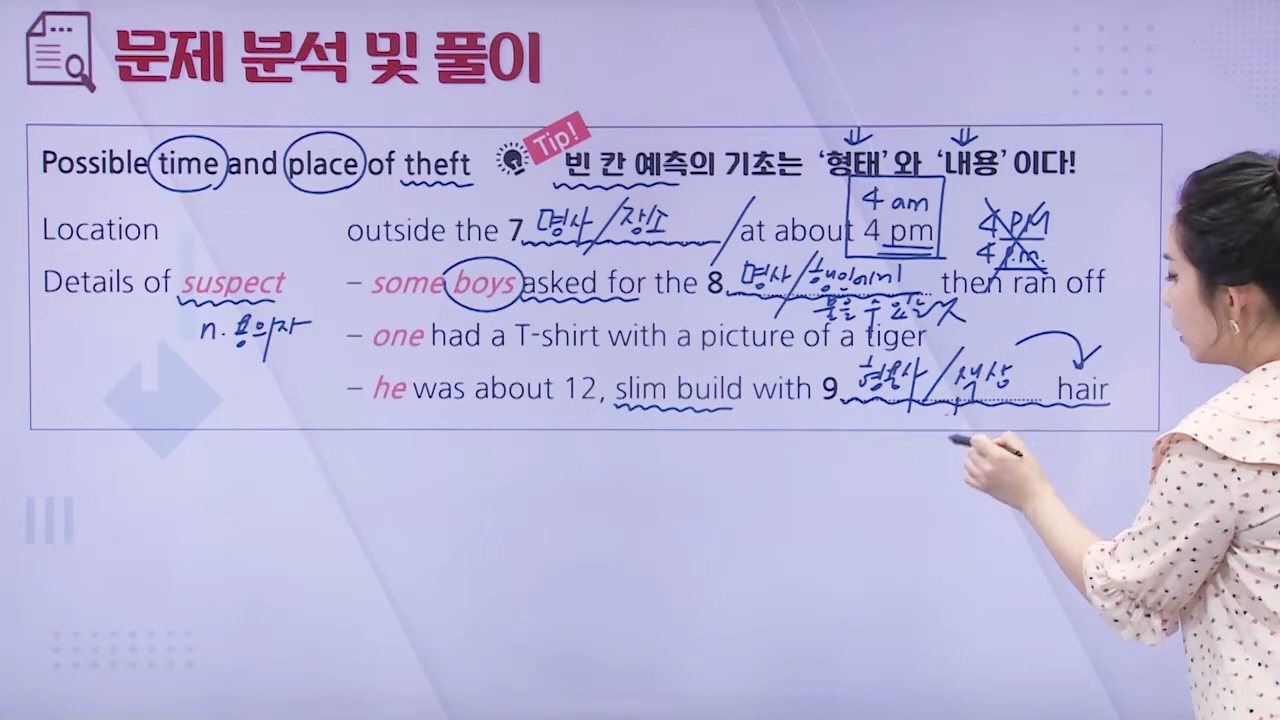 문제 분석 및 풀이
Possible time and place of theft Tip! 빈 칸 예측의 기초는 ‘형태’와 ‘내용’이다!
4 am
Location outside the 7 명사/장소 at about 4 pm 4 PM
4 p.m.
Details of suspect – some boys asked for the 8 명사/ then ran off
물을 수 있는 것
n. 용의자 – one had a T-shirt with a picture of a tiger
– he was about 12, slim build with 9 형용사/색상 hair